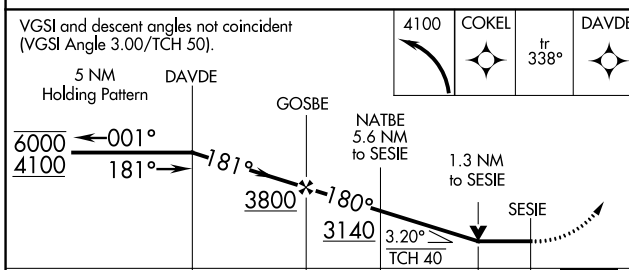 VGSI and descent angles not coincident
(VGSI Angle 3.00/TCH 50).
4100
COKEL
tr
338°
DAVDE
5 NM
Holding Pattern
DAVDE
GOSBE
NATBE
5.6 NM
to SESIE
1.3 NM
to SESIE
SESIE
6000
4100
001°
181°
181°
3800
180°
3140
3.20°
TCH 40